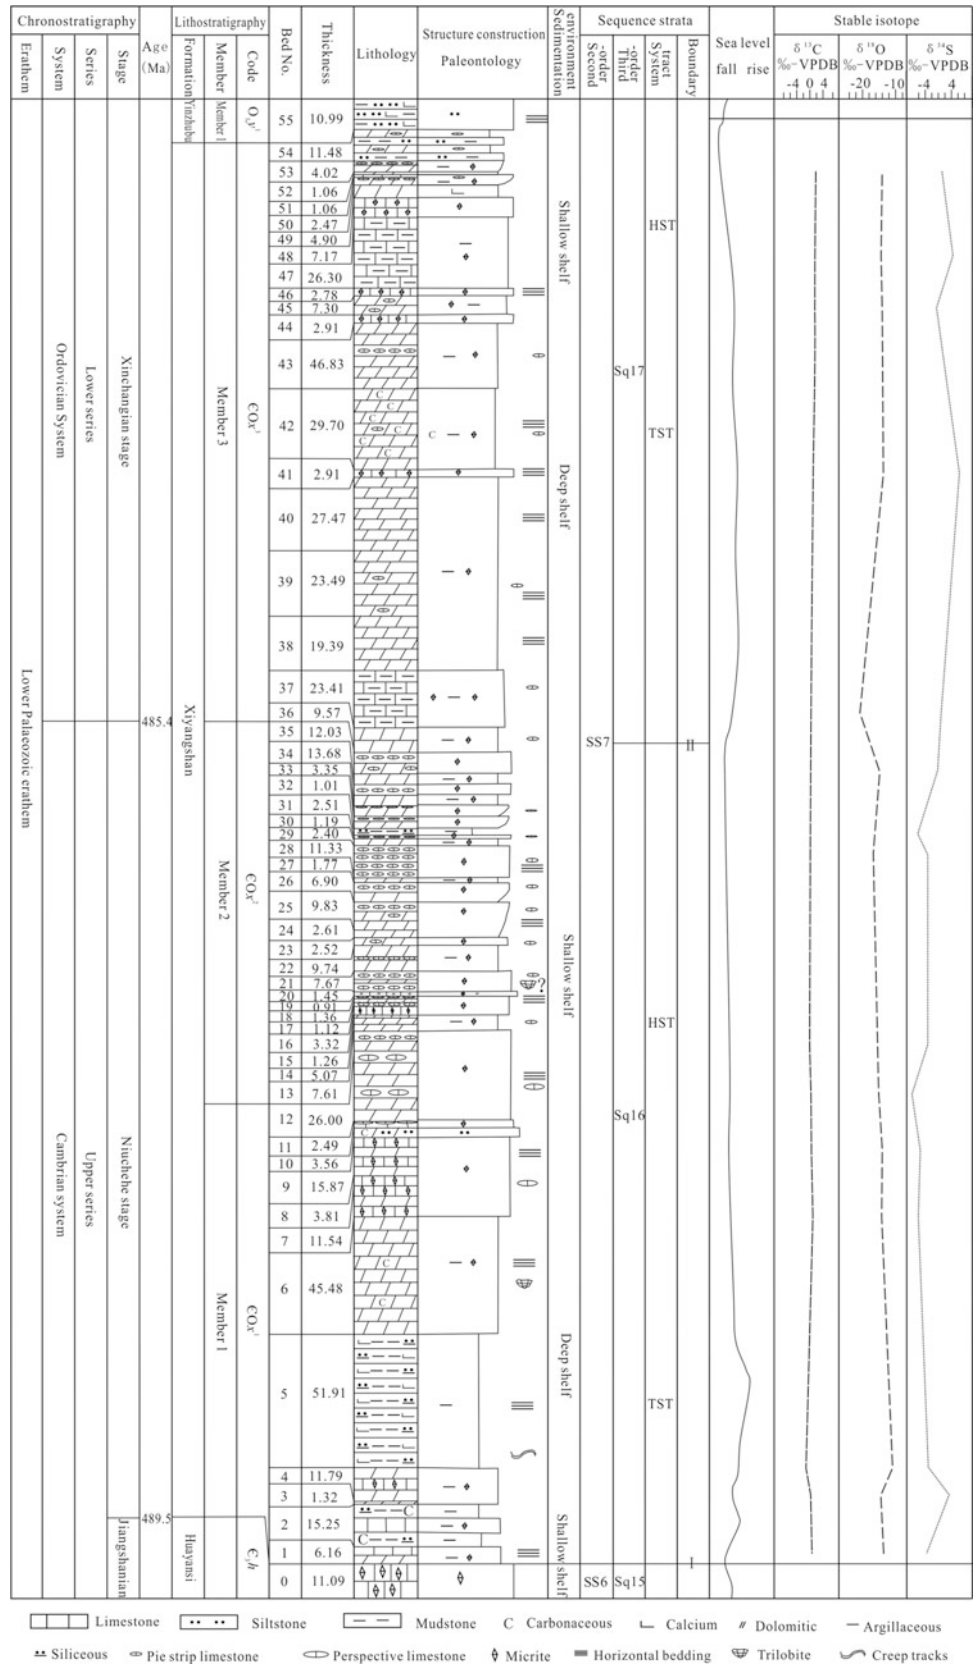 Chronostratigraphy
Lithostratigraphy
Sequence strata
Stable isotope
Erathem
System
Series
Stage
Age
(Ma)
Formation
Member
Code
Bed No.
Thickness
Lithology
Structure construction
Paleontology
environment
Sedimentation
-order
Second
-order
Third
tract
System
Boundary
Sea level
fall rise
δ ¹³C
‰-VPDB
-4 0 4
δ ¹⁸O
‰-VPDB
-20 -10
δ ³⁴S
‰-VPDB
-4 4
Lower Palaeozoic erathem
Ordovician System
Cambrian system
Lower series
Upper series
Xinchangian stage
Niuchehe stage
Jiangshanian
485.4
489.5
Yinzhubu
Xiyangshan
Huayansi
Member 1
Member 3
Member 2
Member 1
O₁y¹
ЄOx³
ЄOx²
ЄOx¹
Є₃h
55 10.99
54 11.48
53 4.02
52 1.06
51 1.06
50 2.47
49 4.90
48 7.17
47 26.30
46 2.78
45 7.30
44 2.91
43 46.83
42 29.70
41 2.91
40 27.47
39 23.49
38 19.39
37 23.41
36 9.57
35 12.03
34 13.68
33 3.35
32 1.01
31 2.51
30 1.19
29 2.40
28 11.33
27 1.77
26 6.90
25 9.83
24 2.61
23 2.52
22 9.74
21 7.67
20 1.45
19 0.91
18 1.36
17 1.12
16 3.32
15 1.26
14 5.07
13 7.61
12 26.00
11 2.49
10 3.56
9 15.87
8 3.81
7 11.54
6 45.48
5 51.91
4 11.79
3 1.32
2 15.25
1 6.16
0 11.09
C
C
C
C
C
C
C
C
C
C
C
C
C
?
Shallow shelf
Deep shelf
Shallow shelf
Deep shelf
Shallow shelf
SS7
SS6
Sq17
Sq16
Sq15
HST
TST
HST
TST
II
I
Limestone Siltstone Mudstone C Carbonaceous Calcium Dolomitic Argillaceous
Siliceous Pie strip limestone Perspective limestone Micrite Horizontal bedding Trilobite Creep tracks